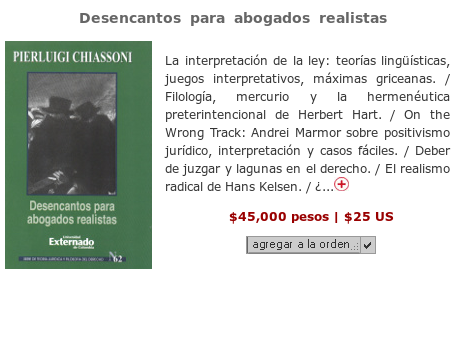 Desencantos para abogados realistas
PIERLUIGI CHIASSONI
Desencantos para
abogados realistas
Universidad
Externado
de Colombia
SERIE DE TEORÍA JURÍDICA Y FILOSOFÍA DEL DERECHO N.º 62
La interpretación de la ley: teorías lingüísticas,
juegos interpretativos, máximas griceanas. /
Filología, mercurio y la hermenéutica
preterintencional de Herbert Hart. / On the
Wrong Track: Andrei Marmor sobre positivismo
jurídico, interpretación y casos fáciles. / Deber
de juzgar y lagunas en el derecho. / El realismo
radical de Hans Kelsen. / ¿...
$45,000 pesos | $25 US
agregar a la orden.: